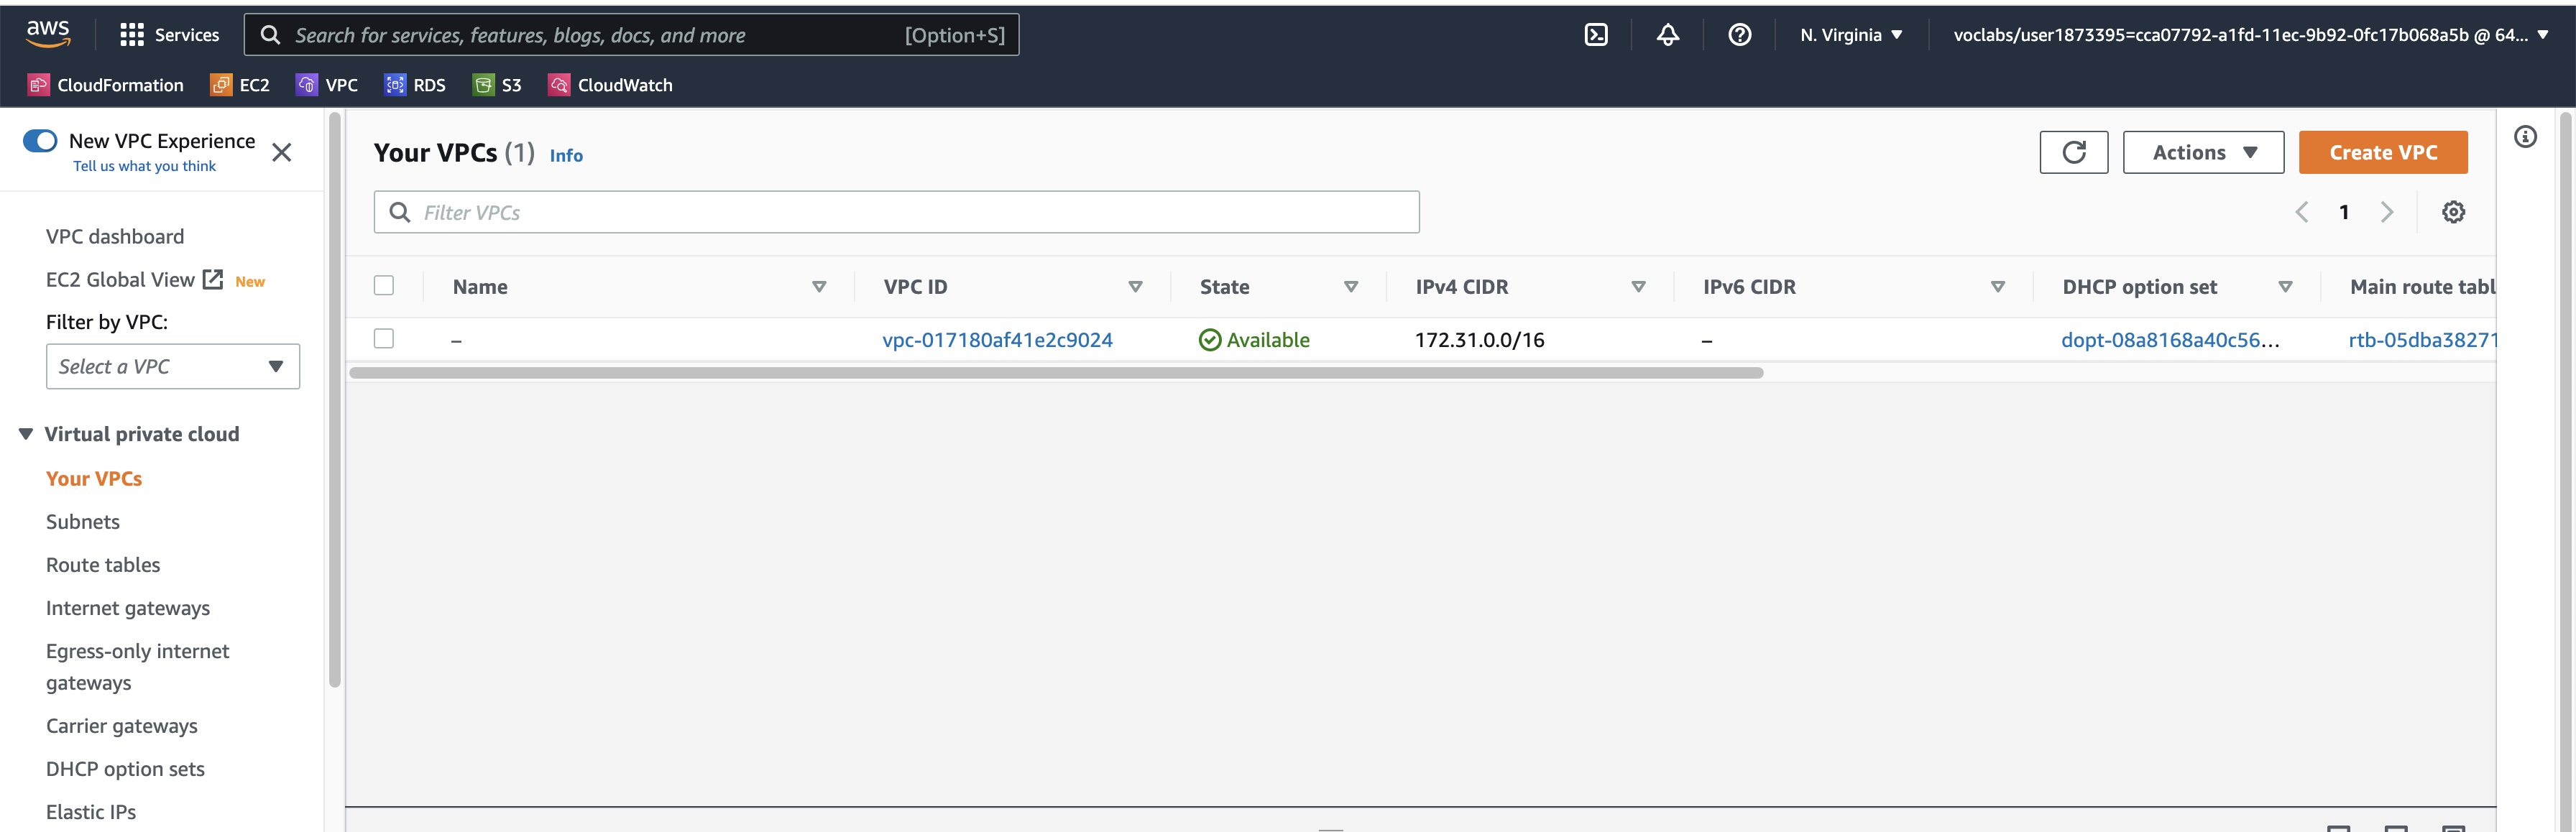 aws
Services
Search for services, features, blogs, docs, and more [Option+S]
N. Virginia
voclabs/user1873395=cca07792-a1fd-11ec-9b92-0fc17b068a5b @ 64...
CloudFormation EC2 VPC RDS S3 CloudWatch
New VPC Experience
Tell us what you think
VPC dashboard
EC2 Global View New
Filter by VPC:
Select a VPC
Virtual private cloud
Your VPCs
Subnets
Route tables
Internet gateways
Egress-only internet
gateways
Carrier gateways
DHCP option sets
Elastic IPs
Your VPCs (1) Info
Actions
Create VPC
Filter VPCs
1
Name VPC ID State IPv4 CIDR IPv6 CIDR DHCP option set Main route tabl
– vpc-017180af41e2c9024 Available 172.31.0.0/16 – dopt-08a8168a40c56... rtb-05dba38271